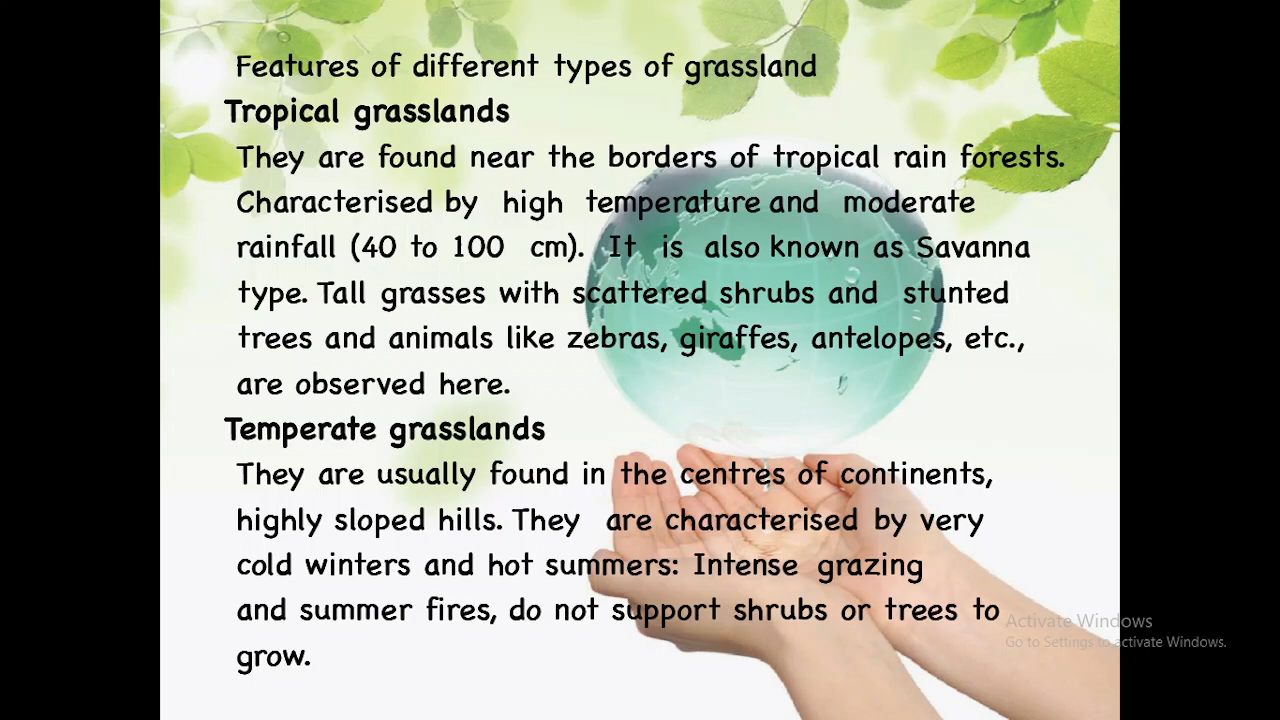 Features of different types of grassland
Tropical grasslands
They are found near the borders of tropical rain forests.
Characterised by high temperature and moderate
rainfall (40 to 100 cm). It is also known as Savanna
type. Tall grasses with scattered shrubs and stunted
trees and animals like zebras, giraffes, antelopes, etc.,
are observed here.
Temperate grasslands
They are usually found in the centres of continents,
highly sloped hills. They are characterised by very
cold winters and hot summers: Intense grazing
and summer fires, do not support shrubs or trees to
grow.
Activate Windows
Go to Settings to activate Windows.